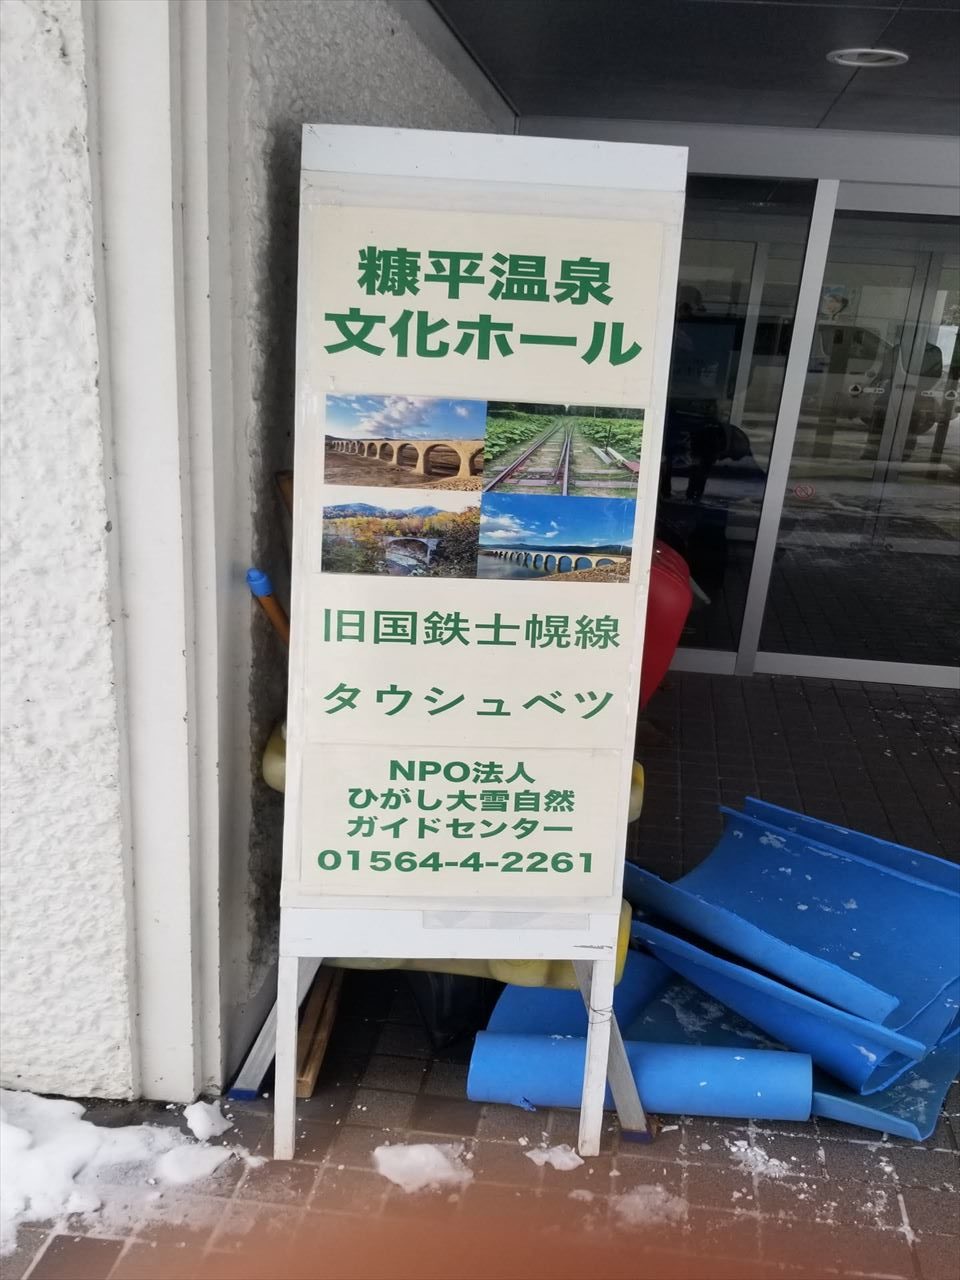 糠平温泉
文化ホール
旧国鉄士幌線
タウシュベツ
NPO法人
ひがし大雪自然
ガイドセンター
01564-4-2261